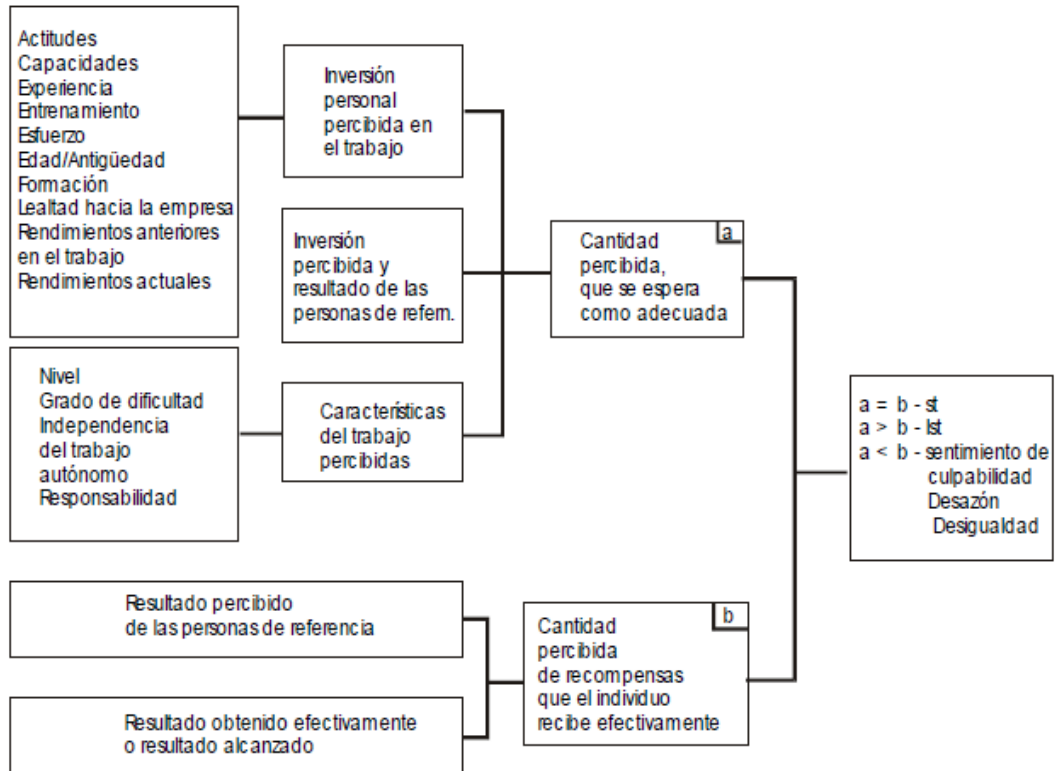 Actitudes
Capacidades
Experiencia
Entrenamiento
Esfuerzo
Edad/Antigüedad
Formación
Lealtad hacia la empresa
Rendimientos anteriores
en el trabajo
Rendimientos actuales
Inversión
personal
percibida en
el trabajo
Inversión
percibida y
resultado de las
personas de refern.
a
Cantidad
percibida,
que se espera
como adecuada
Nivel
Grado de dificultad
Independencia
del trabajo
autónomo
Responsabilidad
Características
del trabajo
percibidas
a = b - st
a > b - Ist
a < b - sentimiento de
culpabilidad
Desazón
Desigualdad
Resultado percibido
de las personas de referencia
Resultado obtenido efectivamente
o resultado alcanzado
b
Cantidad
percibida
de recompensas
que el individuo
recibe efectivamente